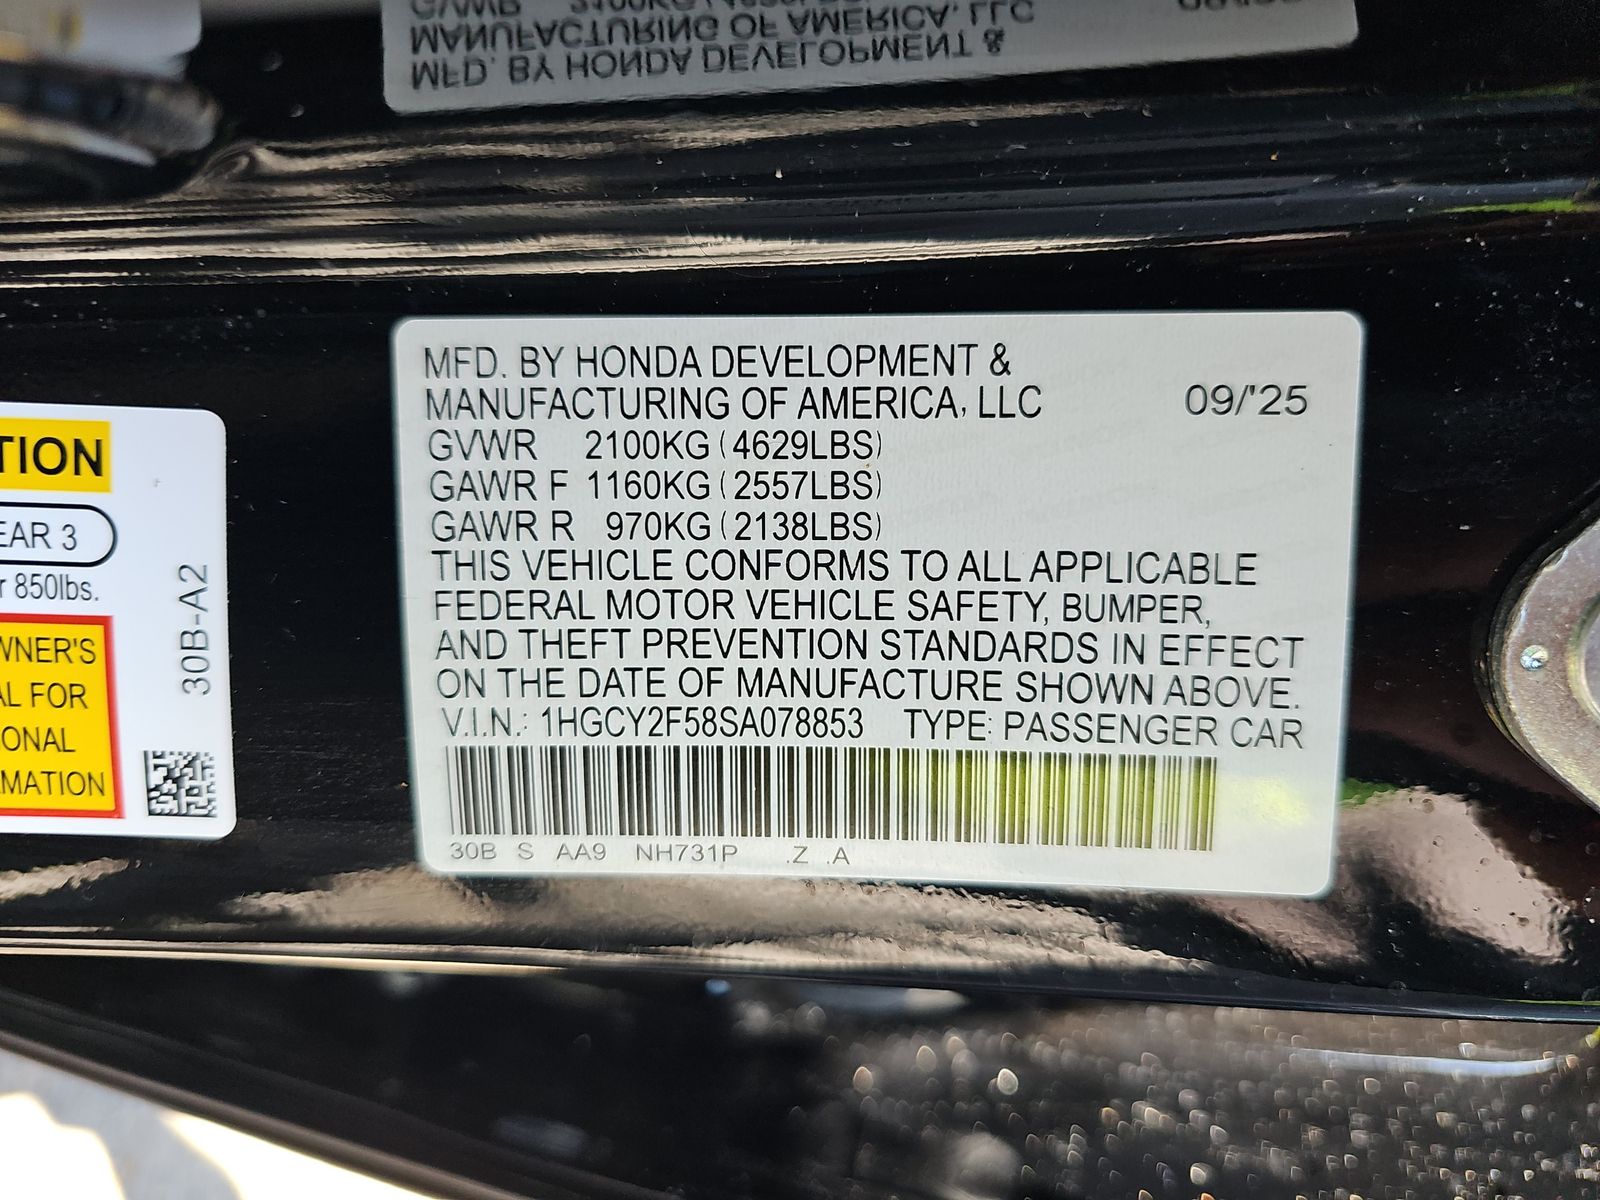 MANUFACTURING OF AMERICA, LLC
MFD. BY HONDA DEVELOPMENT &
TION
EAR 3
850lbs.
WNER'S
AL FOR
ONAL
MATION
30B-A2
MFD. BY HONDA DEVELOPMENT &
MANUFACTURING OF AMERICA, LLC 09/'25
GVWR 2100KG (4629LBS)
GAWR F 1160KG (2557LBS)
GAWR R 970KG (2138LBS)
THIS VEHICLE CONFORMS TO ALL APPLICABLE
FEDERAL MOTOR VEHICLE SAFETY, BUMPER,
AND THEFT PREVENTION STANDARDS IN EFFECT
ON THE DATE OF MANUFACTURE SHOWN ABOVE.
V.I.N.: 1HGCY2F58SA078853 TYPE: PASSENGER CAR
30B S AA9 NH731P .Z .A